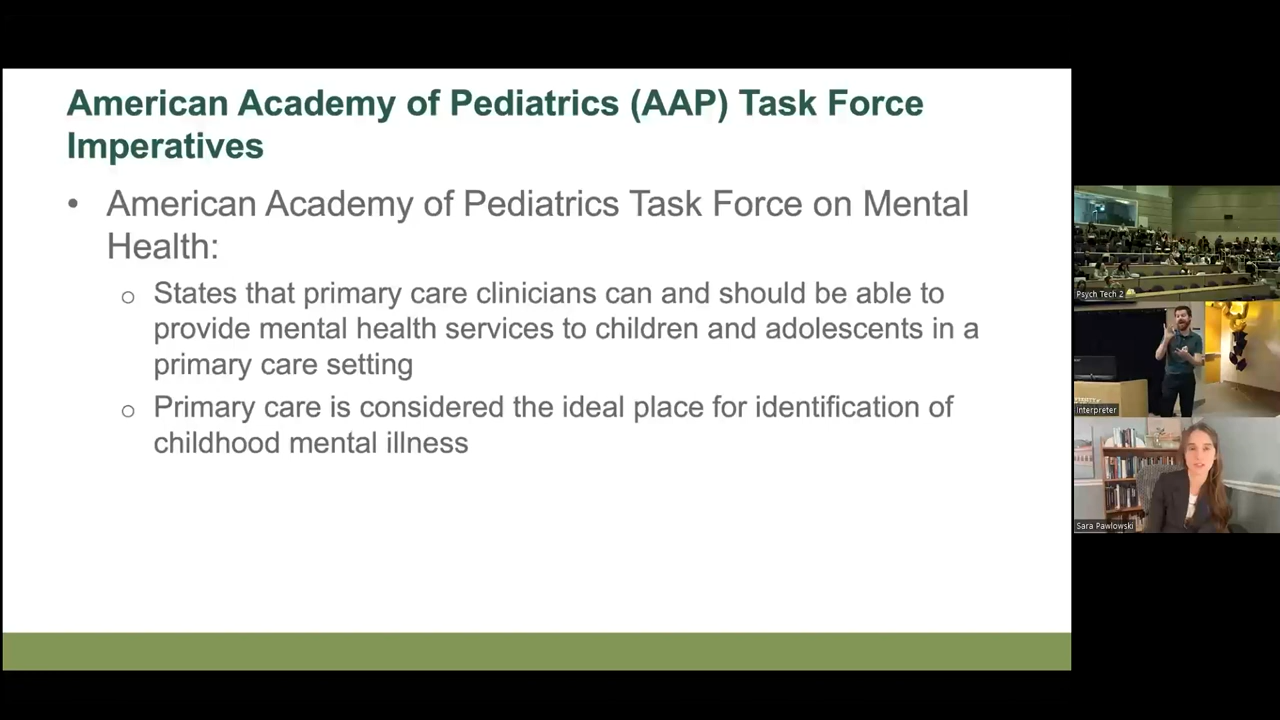 American Academy of Pediatrics (AAP) Task Force
Imperatives
• American Academy of Pediatrics Task Force on Mental
Health:
o States that primary care clinicians can and should be able to
provide mental health services to children and adolescents in a
primary care setting
o Primary care is considered the ideal place for identification of
childhood mental illness
Psych Tech 2
Interpreter
Sara Pawlowski